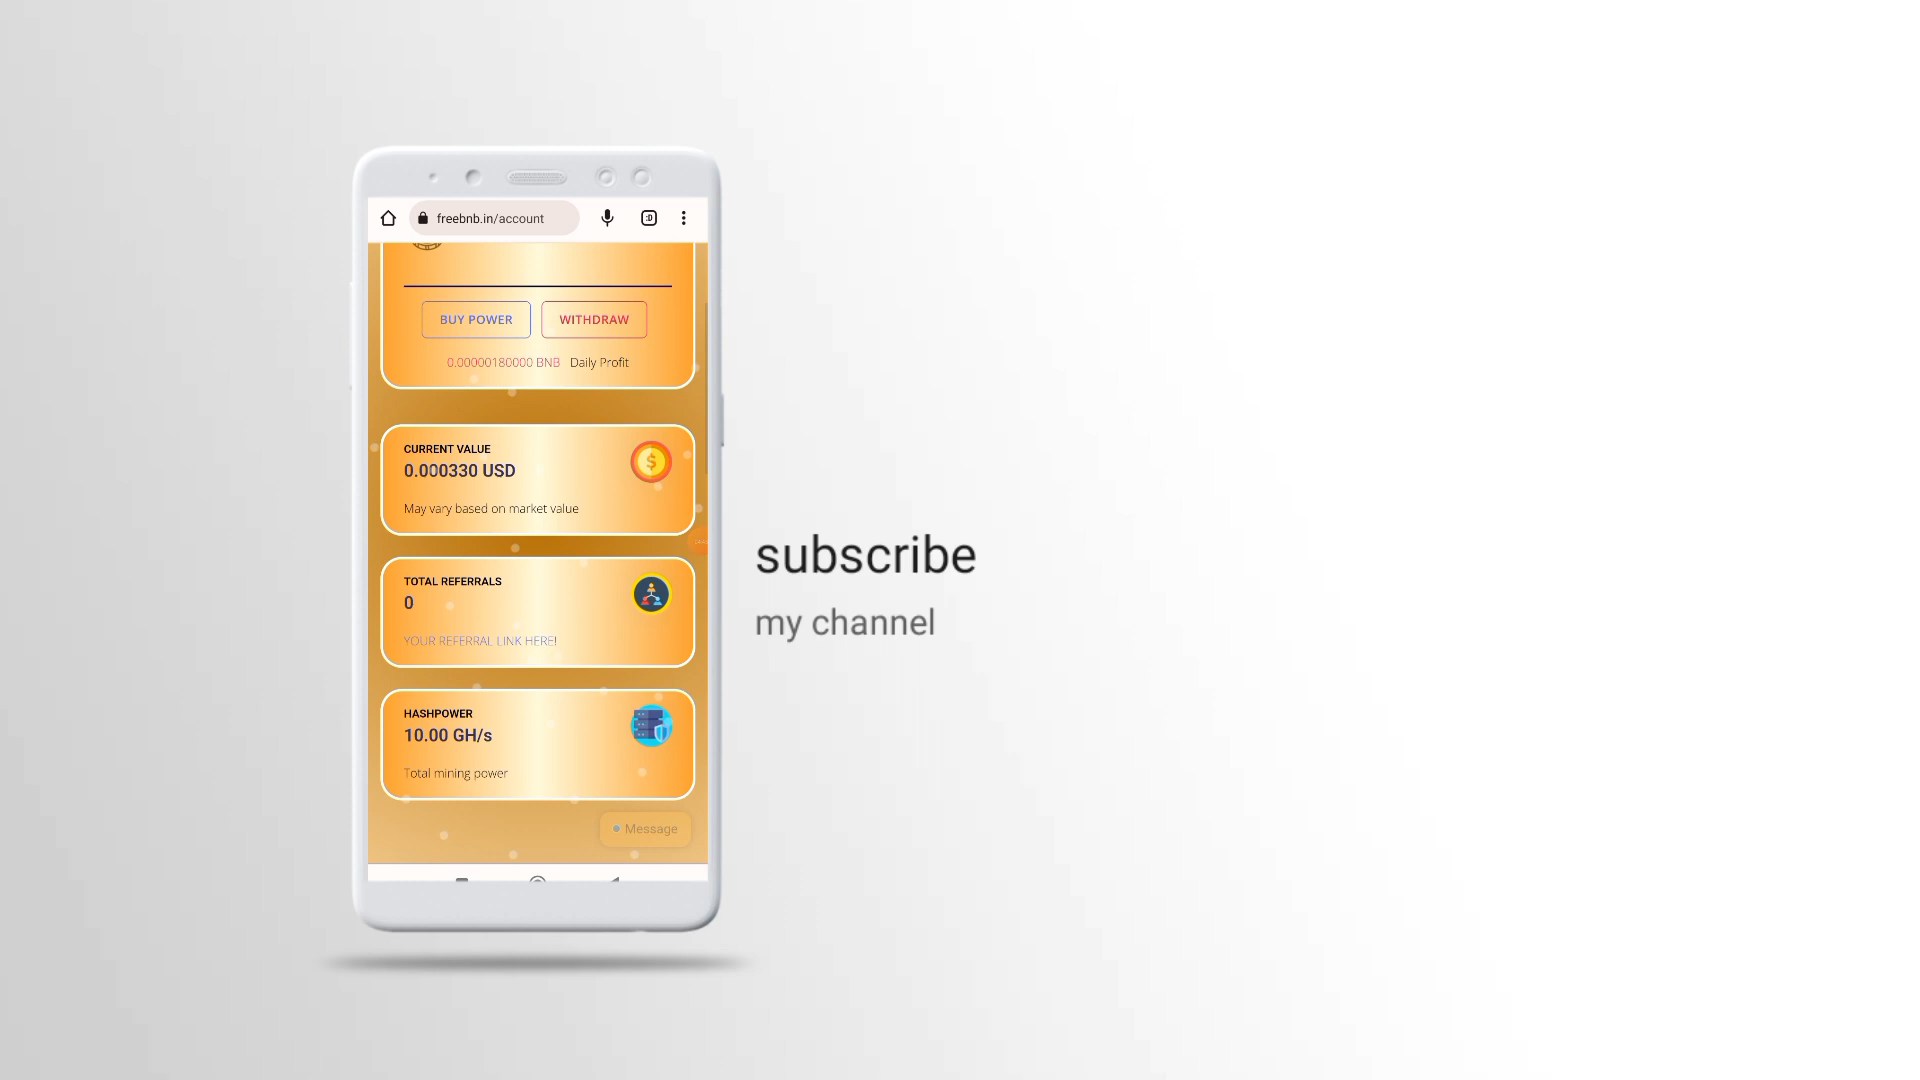 freebnb.in/account
:D
BUY POWER
WITHDRAW
0.00000180000 BNB Daily Profit
CURRENT VALUE
0.000330 USD
$
May vary based on market value
TOTAL REFERRALS
0
YOUR REFERRAL LINK HERE!
HASHPOWER
10.00 GH/s
Total mining power
Message
subscribe
my channel